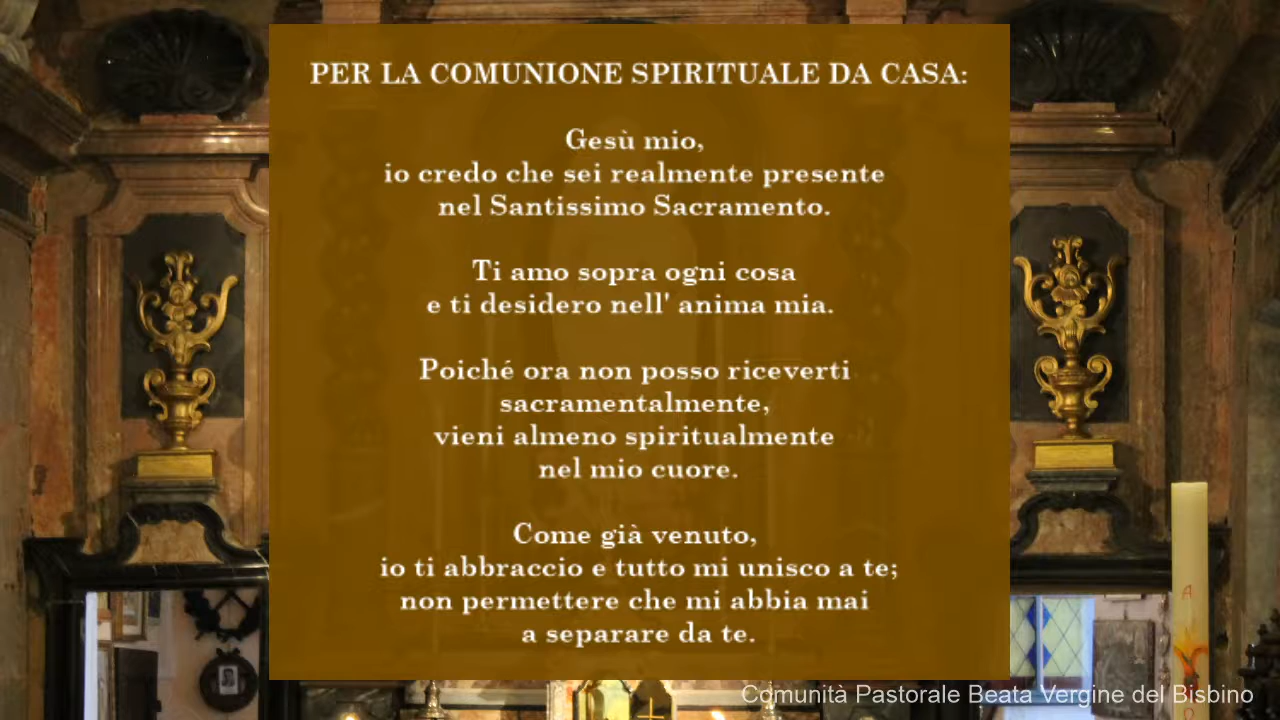 PER LA COMUNIONE SPIRITUALE DA CASA:
Gesù mio,
io credo che sei realmente presente
nel Santissimo Sacramento.
Ti amo sopra ogni cosa
e ti desidero nell' anima mia.
Poiché ora non posso riceverti
sacramentalmente,
vieni almeno spiritualmente
nel mio cuore.
Come già venuto,
io ti abbraccio e tutto mi unisco a te;
non permettere che mi abbia mai
a separare da te.
A
Comunità Pastorale Beata Vergine del Bisbino